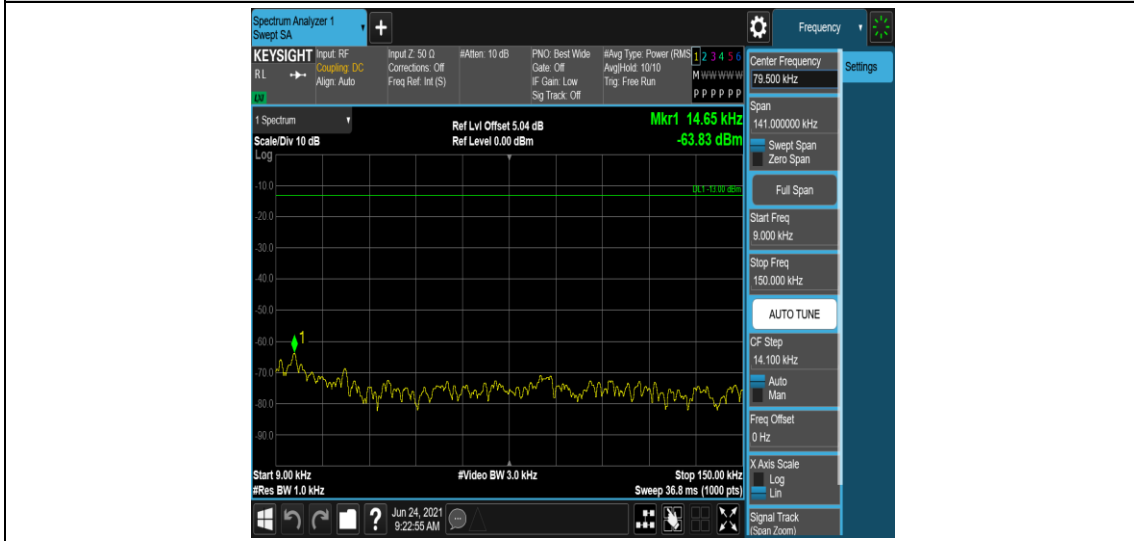 Spectrum Analyzer 1
Swept SA
+
Frequency
KEYSIGHT
RL
Input: RF
Coupling: DC
Align: Auto
Input Z: 50 Ω
Corrections: Off
Freq Ref: Int (S)
#Atten: 10 dB
PNO: Best Wide
Gate: Off
IF Gain: Low
Sig Track: Off
#Avg Type: Power (RMS
Avg|Hold: 10/10
Trig: Free Run
1 2 3 4 5 6
M W W W W W
P P P P P P
1 Spectrum
Scale/Div 10 dB
Log
Ref Lvl Offset 5.04 dB
Ref Level 0.00 dBm
Mkr1 14.65 kHz
-63.83 dBm
DL1 -13.00 dBm
-10.0
-20.0
-30.0
-40.0
-50.0
-60.0
-70.0
-80.0
-90.0
1
Start 9.00 kHz
#Res BW 1.0 kHz
#Video BW 3.0 kHz
Stop 150.00 kHz
Sweep 36.8 ms (1000 pts)
Center Frequency
79.500 kHz
Settings
Span
141.000000 kHz
Swept Span
Zero Span
Full Span
Start Freq
9.000 kHz
Stop Freq
150.000 kHz
AUTO TUNE
CF Step
14.100 kHz
Auto
Man
Freq Offset
0 Hz
X Axis Scale
Log
Lin
Signal Track
(Span Zoom)
?
Jun 24, 2021
9:22:55 AM